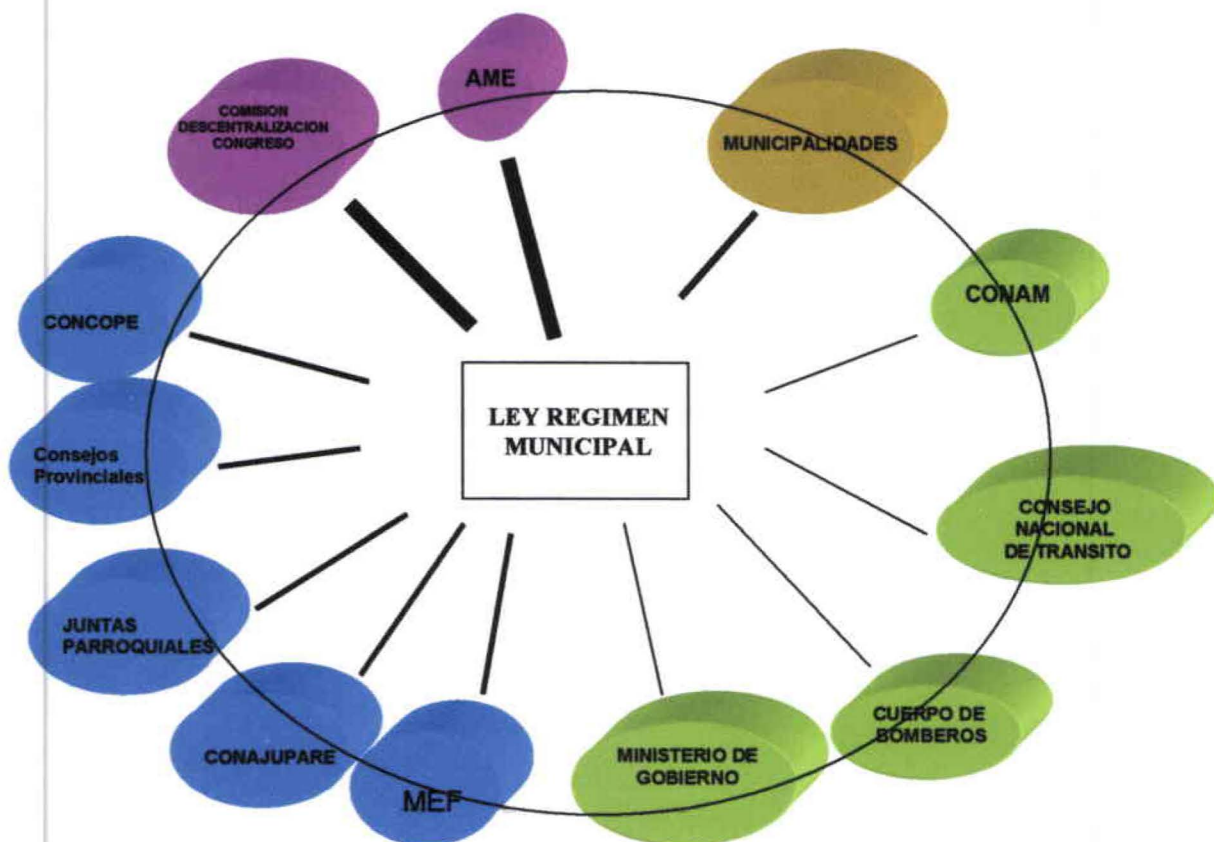 AME
COMISION
DESCENTRALIZACION
CONGRESO
MUNICIPALIDADES
CONCOPE
CONAM
LEY REGIMEN
MUNICIPAL
Consejos
Provinciales
CONSEJO
NACIONAL
DE TRANSITO
JUNTAS
PARROQUIALES
CUERPO DE
BOMBEROS
CONAJUPARE
MINISTERIO DE
GOBIERNO
MEF